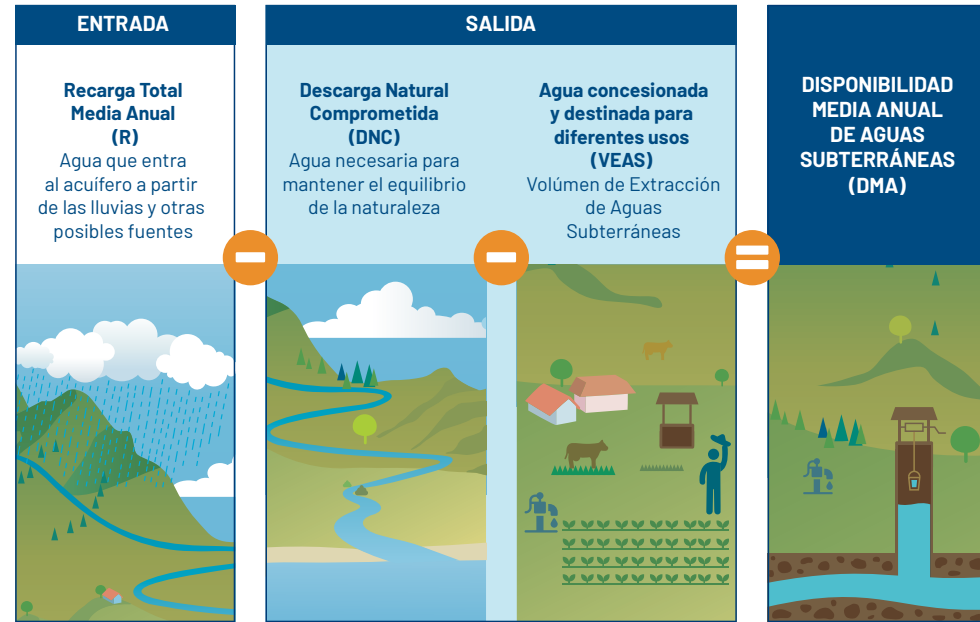 ENTRADA
Recarga Total
Media Anual
(R)
Agua que entra
al acuífero a partir
de las lluvias y otras
posibles fuentes
SALIDA
Descarga Natural
Comprometida
(DNC)
Agua necesaria para
mantener el equilibrio
de la naturaleza
Agua concesionada
y destinada para
diferentes usos
(VEAS)
Volúmen de Extracción
de Aguas
Subterráneas
DISPONIBILIDAD
MEDIA ANUAL
DE AGUAS
SUBTERRÁNEAS
(DMA)